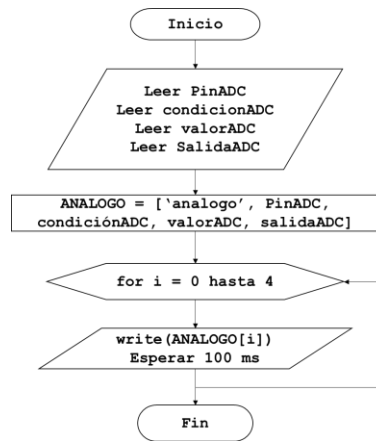 Inicio
Leer PinADC
Leer condicionADC
Leer valorADC
Leer SalidaADC
ANALOGO = [‘analogo’, PinADC,
condiciónADC, valorADC, salidaADC]
for i = 0 hasta 4
write(ANALOGO[i])
Esperar 100 ms
Fin